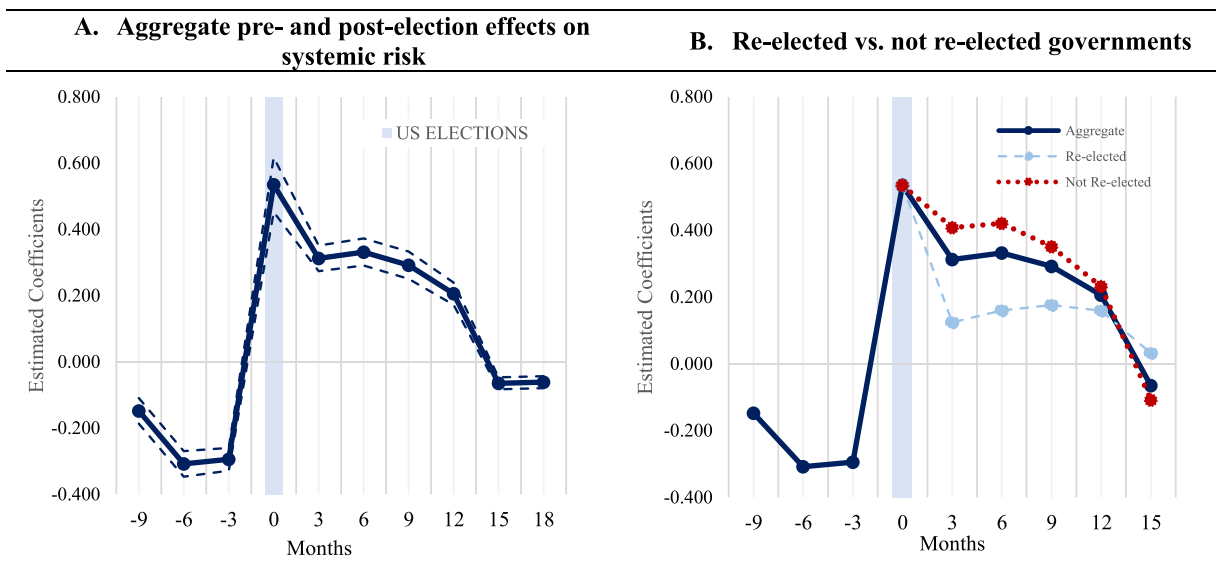 A. Aggregate pre- and post-election effects on
systemic risk
B. Re-elected vs. not re-elected governments
0.800
0.600
0.400
0.200
0.000
-0.200
-0.400
Estimated Coefficients
US ELECTIONS
-9 -6 -3 0 3 6 9 12 15 18
Months
0.800
0.600
0.400
0.200
0.000
-0.200
-0.400
Estimated Coefficients
Aggregate
Re-elected
Not Re-elected
-9 -6 -3 0 3 6 9 12 15
Months